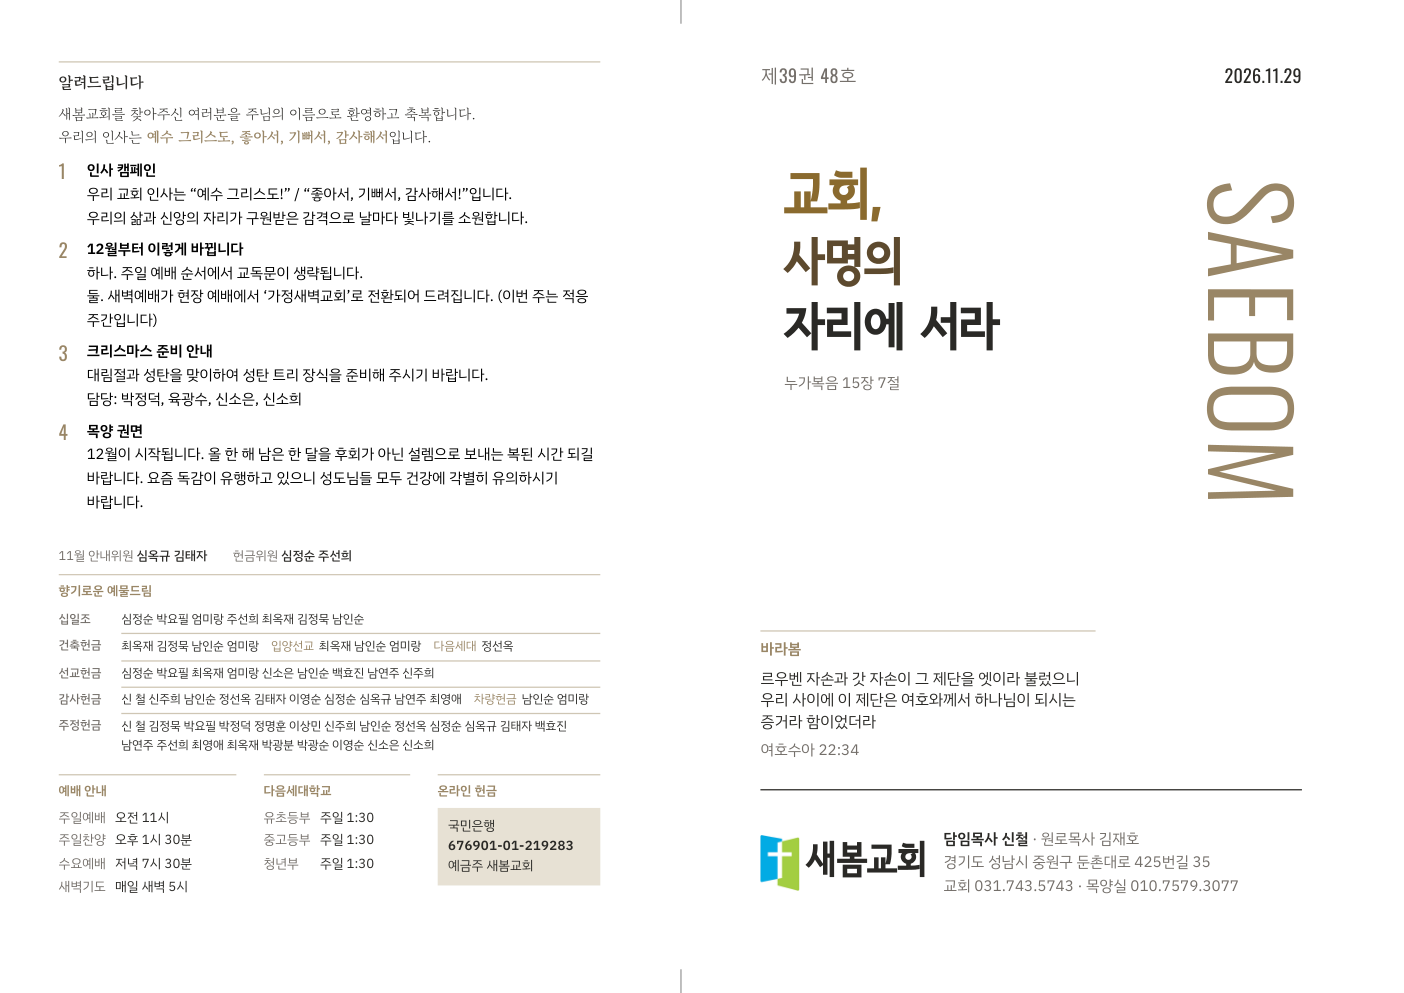 알려드립니다
새봄교회를 찾아주신 여러분을 주님의 이름으로 환영하고 축복합니다.
우리의 인사는 예수 그리스도, 좋아서, 기뻐서, 감사해서입니다.
1 인사 캠페인
우리 교회 인사는 “예수 그리스도!” / “좋아서, 기뻐서, 감사해서!”입니다.
우리의 삶과 신앙의 자리가 구원받은 감격으로 날마다 빛나기를 소원합니다.
2 12월부터 이렇게 바뀝니다
하나. 주일 예배 순서에서 교독문이 생략됩니다.
둘. 새벽예배가 현장 예배에서 ‘가정새벽교회’로 전환되어 드려집니다. (이번 주는 적응
주간입니다)
3 크리스마스 준비 안내
대림절과 성탄을 맞이하여 성탄 트리 장식을 준비해 주시기 바랍니다.
담당: 박정덕, 육광수, 신소은, 신소희
4 목양 권면
12월이 시작됩니다. 올 한 해 남은 한 달을 후회가 아닌 설렘으로 보내는 복된 시간 되길
바랍니다. 요즘 독감이 유행하고 있으니 성도님들 모두 건강에 각별히 유의하시기
바랍니다.
11월 안내위원 심옥규 김태자 헌금위원 심정순 주선희
향기로운 예물드림
십일조 심정순 박요필 엄미랑 주선희 최옥재 김정묵 남인순
건축헌금 최옥재 김정묵 남인순 엄미랑 입양선교 최옥재 남인순 엄미랑 다음세대 정선옥
선교헌금 심정순 박요필 최옥재 엄미랑 신소은 남인순 백효진 남연주 신주희
감사헌금 신 철 신주희 남인순 정선옥 김태자 이영순 심정순 심옥규 남연주 최영애 차량헌금 남인순 엄미랑
주정헌금 신 철 김정묵 박요필 박정덕 정명훈 이상민 신주희 남인순 정선옥 심정순 심옥규 김태자 백효진
남연주 주선희 최영애 최옥재 박광분 박광순 이영순 신소은 신소희
예배 안내
주일예배 오전 11시
주일찬양 오후 1시 30분
수요예배 저녁 7시 30분
새벽기도 매일 새벽 5시
다음세대학교
유초등부 주일 1:30
중고등부 주일 1:30
청년부 주일 1:30
온라인 헌금
국민은행
676901-01-219283
예금주 새봄교회
제39권 48호
2026.11.29
교회,
사명의
자리에 서라
누가복음 15장 7절
SAEBOM
바라봄
르우벤 자손과 갓 자손이 그 제단을 엣이라 불렀으니
우리 사이에 이 제단은 여호와께서 하나님이 되시는
증거라 함이었더라
여호수아 22:34
새봄교회
담임목사 신철 · 원로목사 김재호
경기도 성남시 중원구 둔촌대로 425번길 35
교회 031.743.5743 · 목양실 010.7579.3077